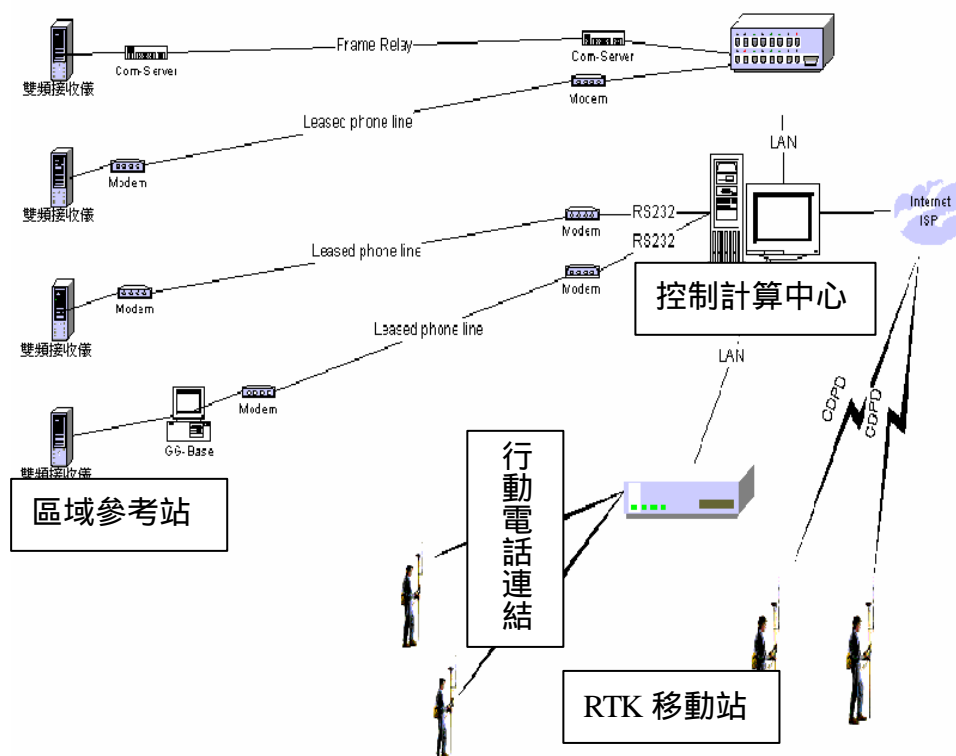 Frame Relay
Com-Server
Com-Server
雙頻接收儀
Modem
Leased phone line
LAN
Modem
雙頻接收儀
Internet
ISP
RS232
Modem
RS232
Leased phone line
Modem
Modem
控制計算中心
雙頻接收儀
Leased phone line
LAN
Modem
CDPD
CDPD
GG-Base
雙頻接收儀
區域參考站
行動電話連結
RTK 移動站